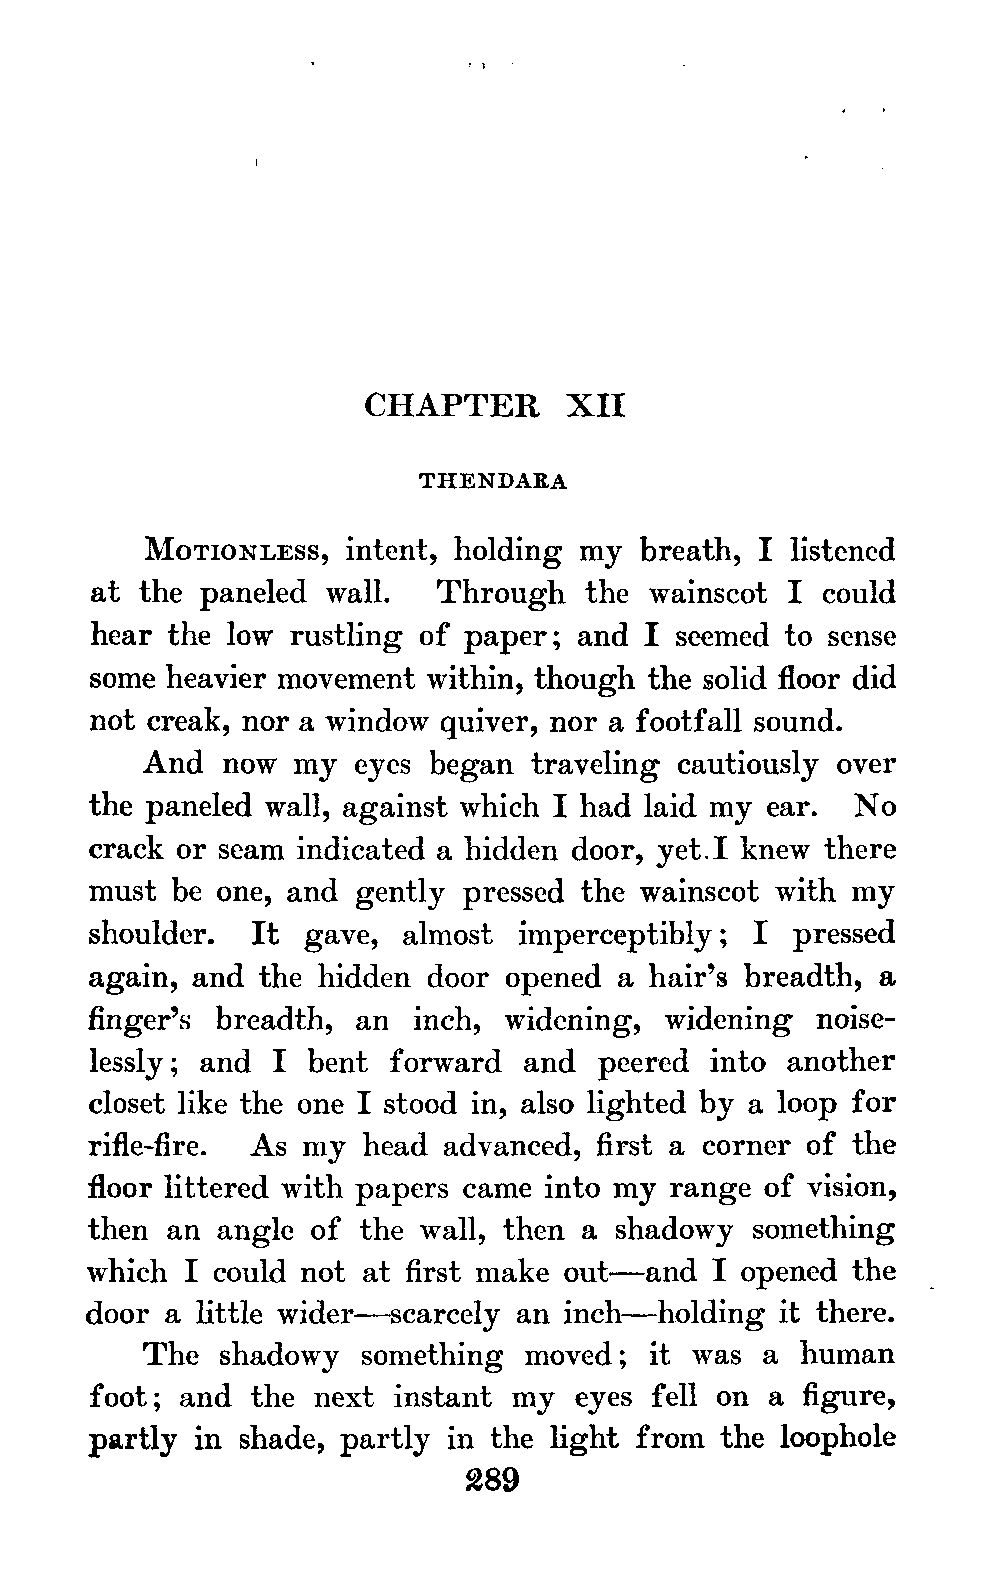 CHAPTER XII
THENDARA
Motionless, intent, holding my breath, I listened
at the paneled wall. Through the wainscot I could
hear the low rustling of paper; and I seemed to sense
some heavier movement within, though the solid floor did
not creak, nor a window quiver, nor a footfall sound.
And now my eyes began traveling cautiously over
the paneled wall, against which I had laid my ear. No
crack or seam indicated a hidden door, yet I knew there
must be one, and gently pressed the wainscot with my
shoulder. It gave, almost imperceptibly; I pressed
again, and the hidden door opened a hair's breadth, a
finger's breadth, an inch, widening, widening noise-
lessly; and I bent forward and peered into another
closet like the one I stood in, also lighted by a loop for
rifle-fire. As my head advanced, first a corner of the
floor littered with papers came into my range of vision,
then an angle of the wall, then a shadowy something
which I could not at first make out—and I opened the
door a little wider—scarcely an inch—holding it there.
The shadowy something moved; it was a human
foot; and the next instant my eyes fell on a figure,
partly in shade, partly in the light from the loophole
289